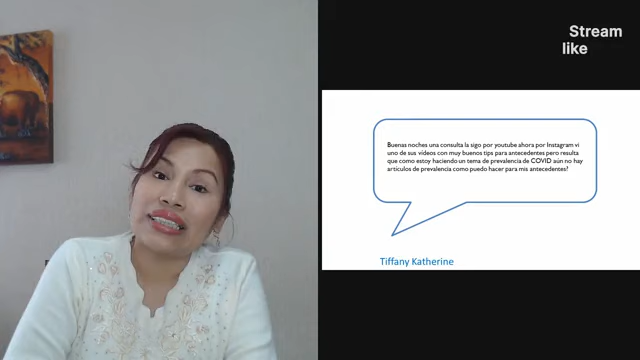 Stream
like
Buenas noches una consulta la sigo por youtube ahora por Instagram vi
uno de sus videos con muy buenos tips para antecedentes pero resulta
que como estoy haciendo un tema de prevalencia de COVID aún no hay
artículos de prevalencia como puedo hacer para mis antecedentes?
Tiffany Katherine